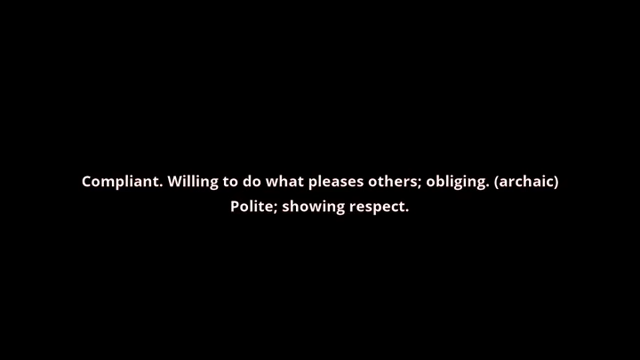 Compliant. Willing to do what pleases others; obliging. (archaic)
Polite; showing respect.